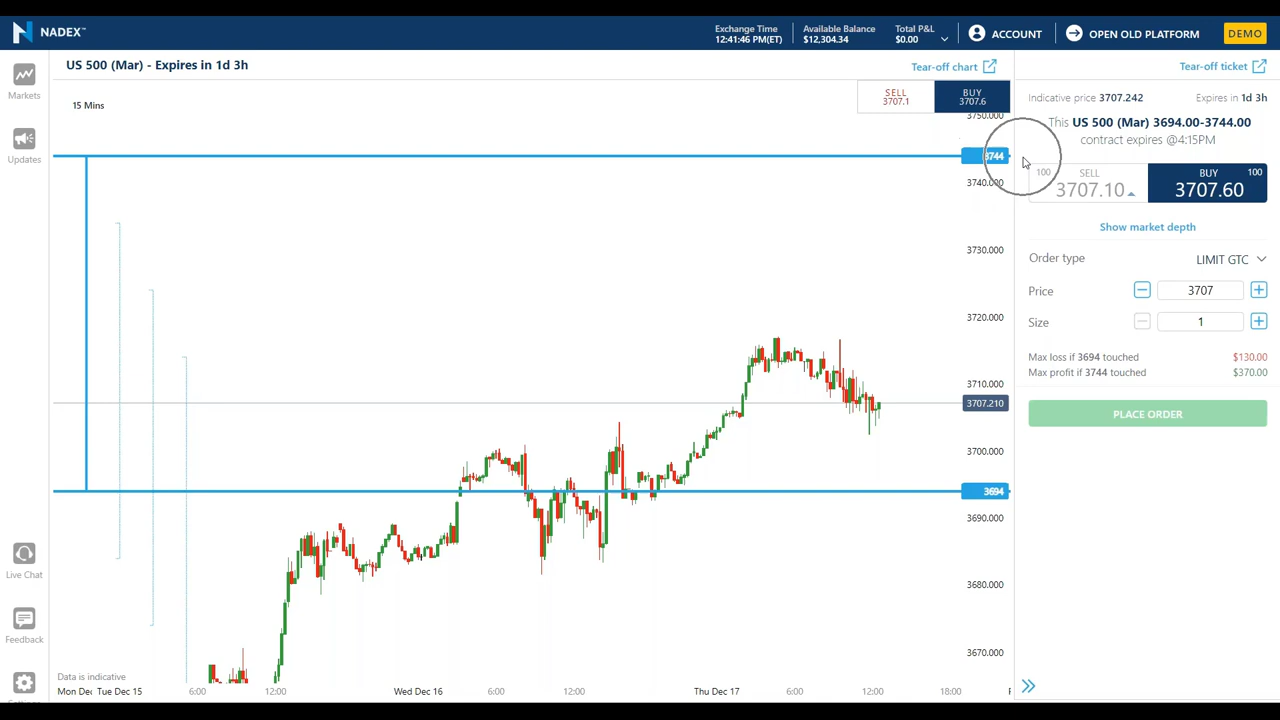 NADEX™
Exchange Time
12:41:46 PM(ET)
Available Balance
$12,304.34
Total P&L
$0.00
ACCOUNT
OPEN OLD PLATFORM
DEMO
Markets
Updates
Live Chat
Feedback
US 500 (Mar) - Expires in 1d 3h
Tear-off chart
15 Mins
SELL
3707.1
BUY
3707.6
3750.000
3744
3740.000
3730.000
3720.000
3710.000
3707.210
3700.000
3694
3690.000
3680.000
3670.000
Data is indicative
Mon Dec
Tue Dec 15
6:00
12:00
Wed Dec 16
6:00
12:00
Thu Dec 17
6:00
12:00
18:00
Tear-off ticket
Indicative price 3707.242
Expires in 1d 3h
This US 500 (Mar) 3694.00-3744.00
contract expires @4:15PM
100
SELL
3707.10
BUY
100
3707.60
Show market depth
Order type
LIMIT GTC
Price
3707
Size
1
Max loss if 3694 touched
$130.00
Max profit if 3744 touched
$370.00
PLACE ORDER